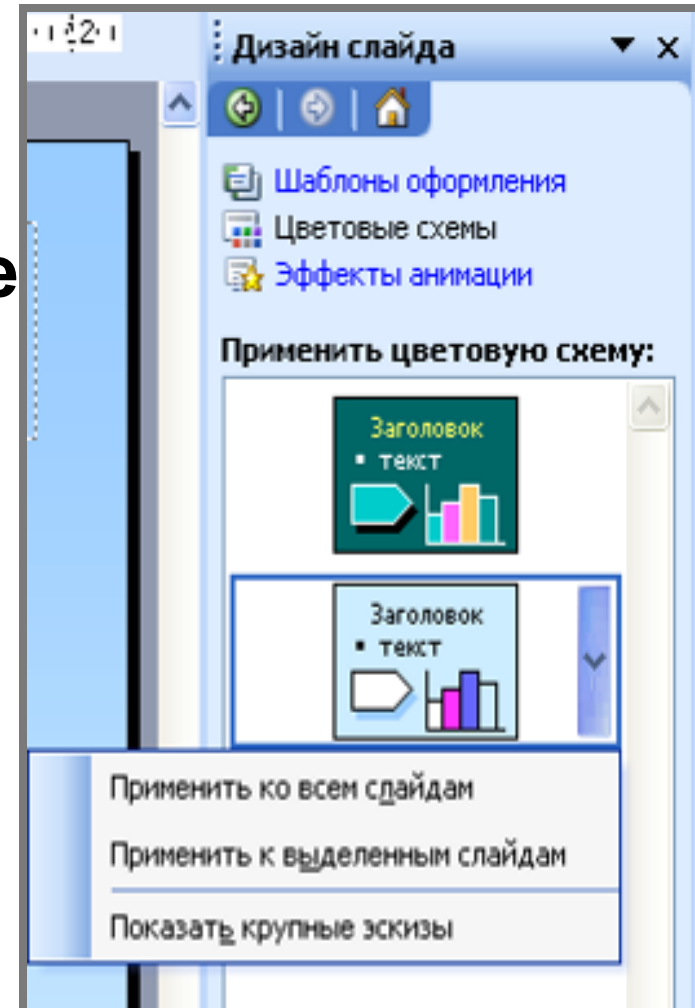 2
Дизайн слайда
Шаблоны оформления
Цветовые схемы
Эффекты анимации
е
Применить цветовую схему:
Заголовок
▪ текст
Заголовок
▪ текст
Применить ко всем слайдам
Применить к выделенным слайдам
Показать крупные эскизы